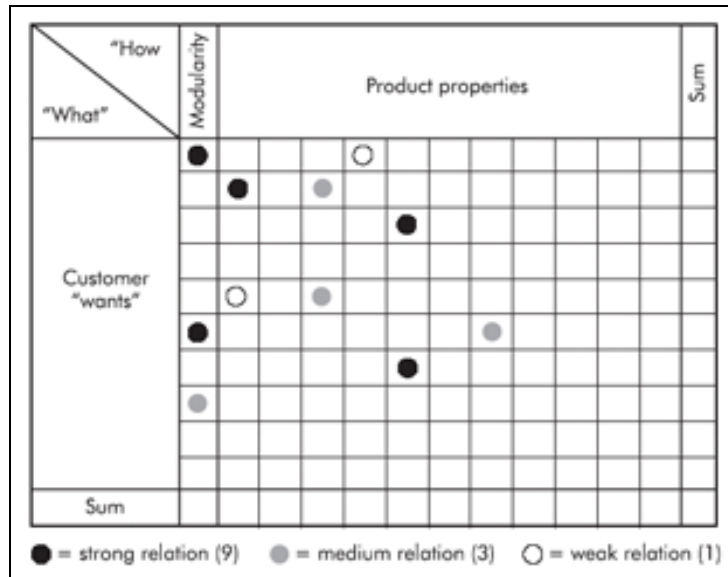 "How
"What"
Modularity
Product properties
Sum
Customer
"wants"
Sum
= strong relation (9) = medium relation (3) = weak relation (1)